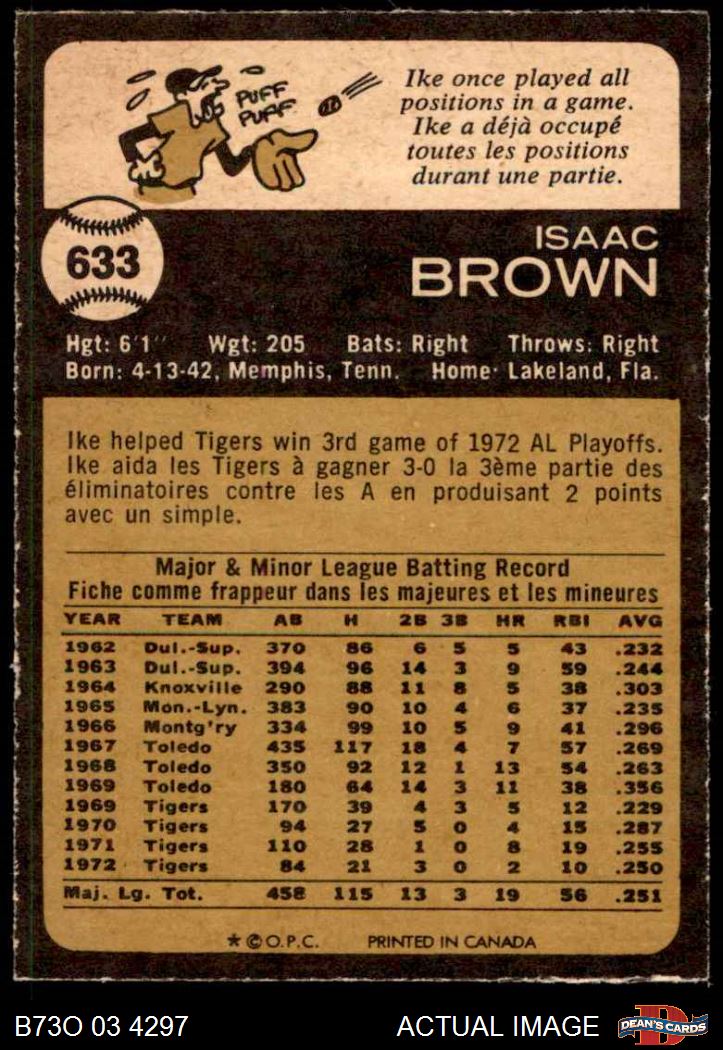 PUFF
PUFF
Ike once played all
positions in a game.
Ike a déjà occupé
toutes les positions
durant une partie.
633
ISAAC
BROWN
Hgt: 6'1" Wgt: 205 Bats: Right Throws: Right
Born: 4-13-42, Memphis, Tenn. Home: Lakeland, Fla.
Ike helped Tigers win 3rd game of 1972 AL Playoffs.
Ike aida les Tigers à gagner 3-0 la 3ème partie des
éliminatoires contre les A en produisant 2 points
avec un simple.
Major & Minor League Batting Record
Fiche comme frappeur dans les majeures et les mineures
YEAR TEAM AB H 2B 3B HR RBI AVG
1962 Dul.-Sup. 370 86 6 5 5 43 .232
1963 Dul.-Sup. 394 96 14 3 9 59 .244
1964 Knoxville 290 88 11 8 5 38 .303
1965 Mon.-Lyn. 383 90 10 4 6 37 .235
1966 Montg'ry 334 99 10 5 9 41 .296
1967 Toledo 435 117 18 4 7 57 .269
1968 Toledo 350 92 12 1 13 54 .263
1969 Toledo 180 64 14 3 11 38 .356
1969 Tigers 170 39 4 3 5 12 .229
1970 Tigers 94 27 5 0 4 15 .287
1971 Tigers 110 28 1 0 8 19 .255
1972 Tigers 84 21 3 0 2 10 .250
Maj. Lg. Tot. 458 115 13 3 19 56 .251
* © O.P.C. PRINTED IN CANADA
B73O 03 4297 ACTUAL IMAGE D DEAN'S CARDS